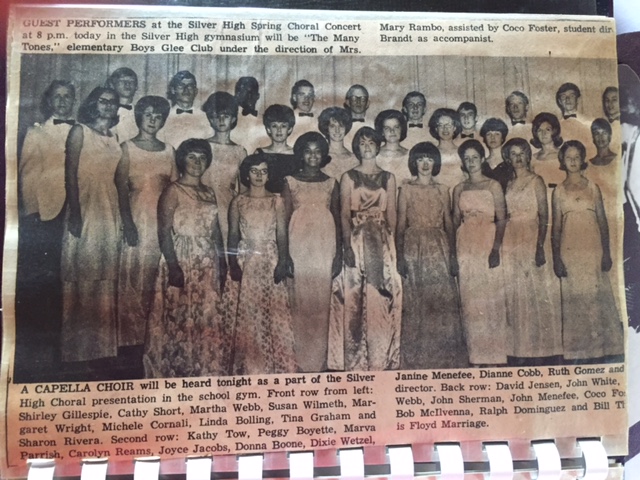 GUEST PERFORMERS at the Silver High Spring Choral Concert
at 8 p.m. today in the Silver High gymnasium will be "The Many
Tones," elementary Boys Glee Club under the direction of Mrs.
Mary Rambo, assisted by Coco Foster, student dir
Brandt as accompanist.
A CAPELLA CHOIR will be heard tonight as a part of the Silver
High Choral presentation in the school gym. Front row from left:
Shirley Gillespie, Cathy Short, Martha Webb, Susan Wilmeth, Mar-
garet Wright, Michele Cornali, Linda Bolling, Tina Graham and
Sharon Rivera. Second row: Kathy Tow, Peggy Boyette, Marva
Parrish, Carolyn Reams, Joyce Jacobs, Donna Boone, Dixie Wetzel,
Janine Menefee, Dianne Cobb, Ruth Gomez and
director. Back row: David Jensen, John White,
Webb, John Sherman, John Menefee, Coco Fo
Bob McIlvenna, Ralph Dominguez and Bill
is Floyd Marriage.